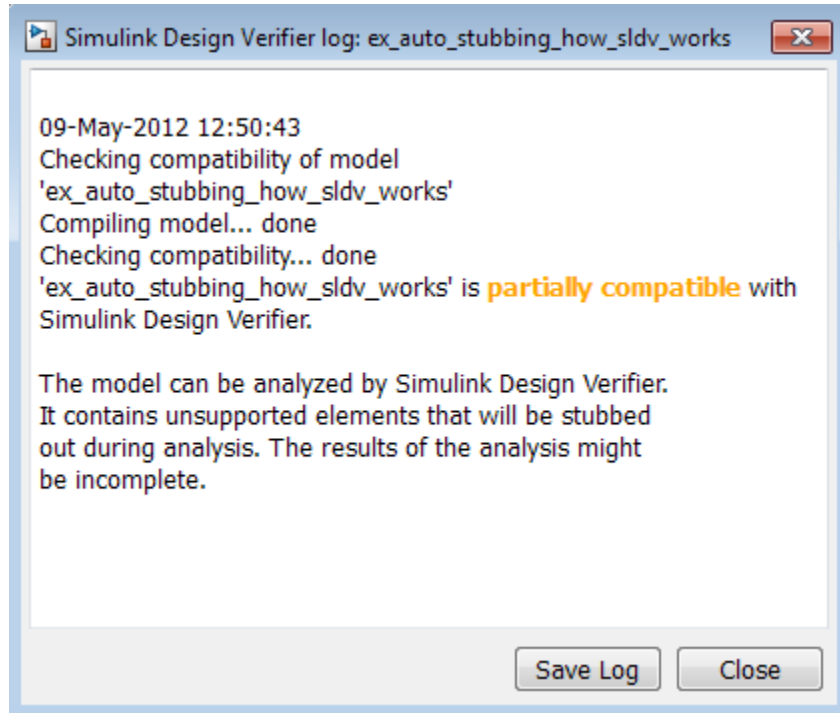 Simulink Design Verifier log: ex_auto_stubbing_how_sldv_works
09-May-2012 12:50:43
Checking compatibility of model
'ex_auto_stubbing_how_sldv_works'
Compiling model... done
Checking compatibility... done
'ex_auto_stubbing_how_sldv_works' is partially compatible with
Simulink Design Verifier.
The model can be analyzed by Simulink Design Verifier.
It contains unsupported elements that will be stubbed
out during analysis. The results of the analysis might
be incomplete.
Save Log Close